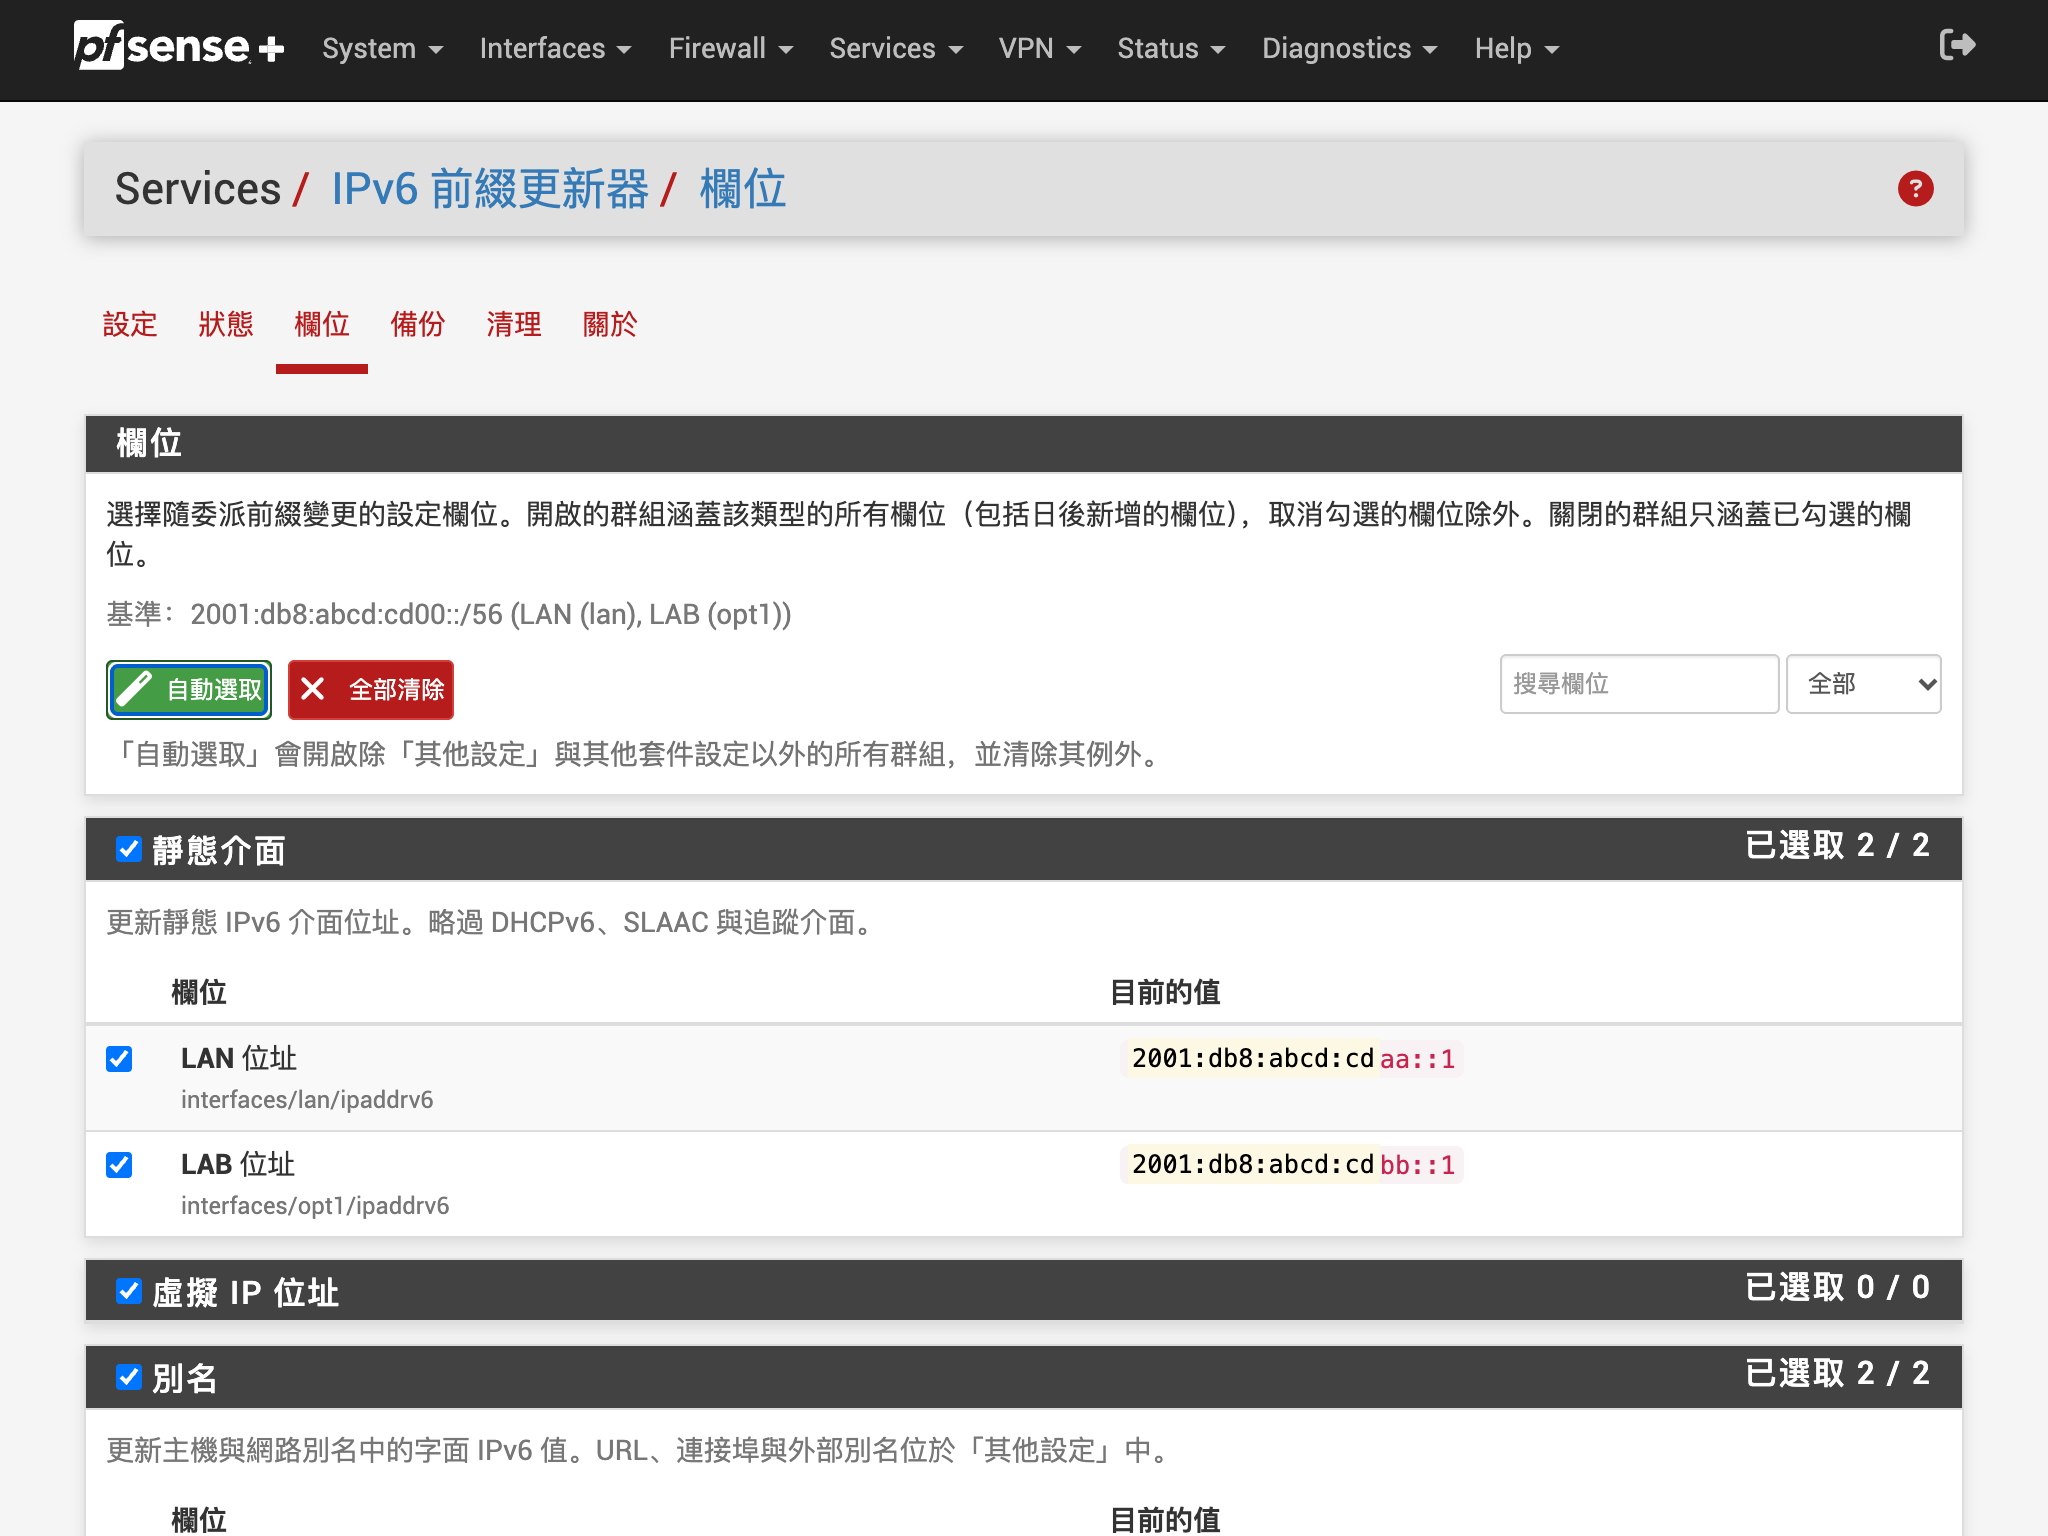 pfsense+ System Interfaces Firewall Services VPN Status Diagnostics Help
Services / IPv6 前綴更新器 / 欄位
設定 狀態 欄位 備份 清理 關於
欄位
選擇隨委派前綴變更的設定欄位。開啟的群組涵蓋該類型的所有欄位（包括日後新增的欄位），取消勾選的欄位除外。關閉的群組只涵蓋已勾選的欄
位。
基準： 2001:db8:abcd:cd00::/56 (LAN (lan), LAB (opt1))
自動選取 全部清除 搜尋欄位 全部
「自動選取」會開啟除「其他設定」與其他套件設定以外的所有群組，並清除其例外。
靜態介面 已選取 2 / 2
更新靜態 IPv6 介面位址。略過 DHCPv6、SLAAC 與追蹤介面。
欄位 目前的值
LAN 位址 2001:db8:abcd:cdaa::1
interfaces/lan/ipaddrv6
LAB 位址 2001:db8:abcd:cdbb::1
interfaces/opt1/ipaddrv6
虛擬 IP 位址 已選取 0 / 0
別名 已選取 2 / 2
更新主機與網路別名中的字面 IPv6 值。URL、連接埠與外部別名位於「其他設定」中。
欄位 目前的值